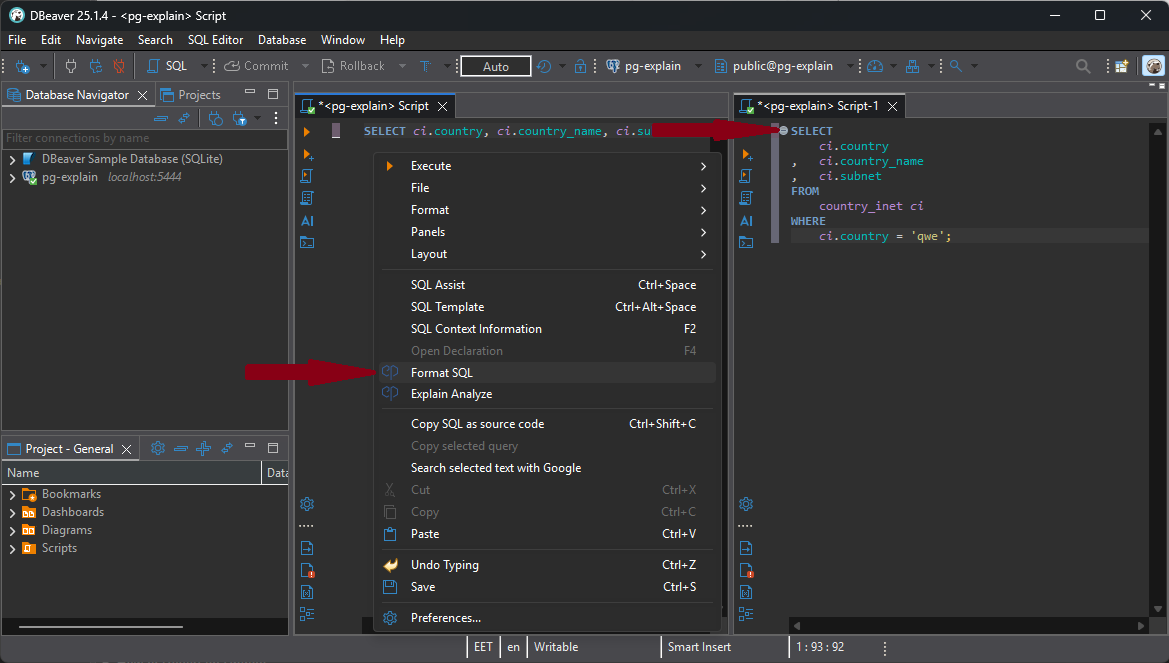 DBeaver 25.1.4 - <pg-explain> Script
File Edit Navigate Search SQL Editor Database Window Help
SQL Commit Rollback T Auto pg-explain public@pg-explain
Database Navigator Projects
Filter connections by name
DBeaver Sample Database (SQLite)
pg-explain localhost:5444
Project - General
Name Data
Bookmarks
Dashboards
Diagrams
Scripts
*<pg-explain> Script
SELECT ci.country, ci.country_name, ci.su
AI
Execute
File
Format
Panels
Layout
SQL Assist Ctrl+Space
SQL Template Ctrl+Alt+Space
SQL Context Information F2
Open Declaration F4
Format SQL
Explain Analyze
Copy SQL as source code Ctrl+Shift+C
Copy selected query
Search selected text with Google
Cut Ctrl+X
Copy Ctrl+C
Paste Ctrl+V
Undo Typing Ctrl+Z
Save Ctrl+S
Preferences...
*<pg-explain> Script-1
SELECT
ci.country
, ci.country_name
, ci.subnet
FROM
country_inet ci
WHERE
ci.country = 'qwe';
AI
EET en Writable Smart Insert 1 : 93 : 92